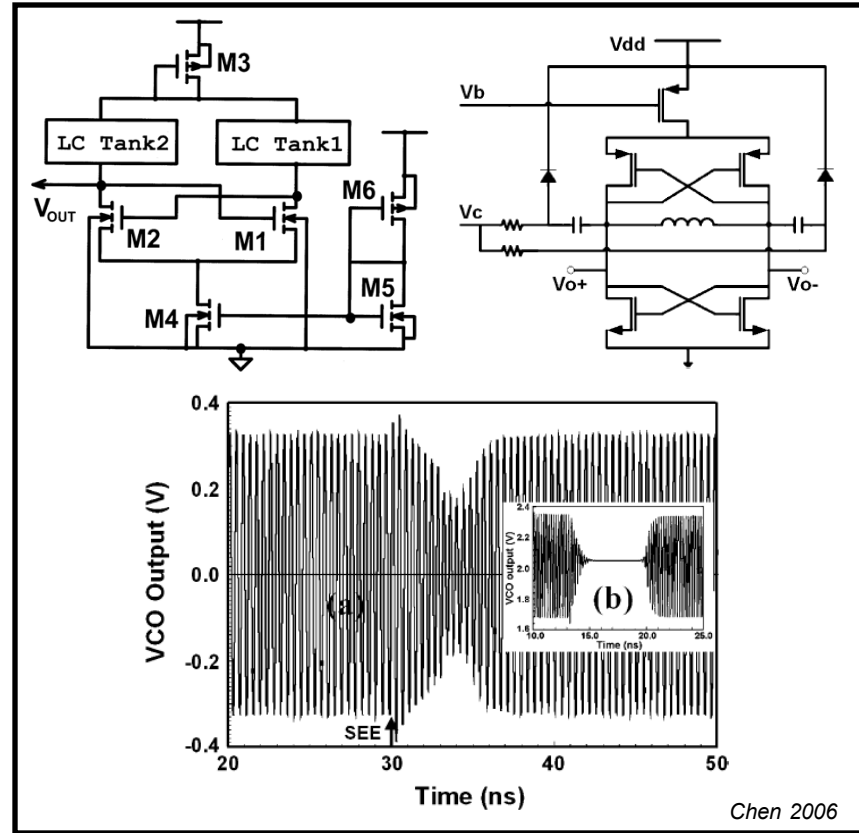 M3
LC Tank2
LC Tank1
VOUT
M2
M1
M6
M5
M4
Vdd
Vb
Vc
Vo+
Vo-
VCO Output (V)
0.4
0.2
0.0
-0.2
-0.4
(a)
SEE
20
30
40
50
Time (ns)
VCO output (V)
2.4
2.2
2.0
1.8
1.6
(b)
10.0
15.0
20.0
25.0
Time (ns)
Chen 2006